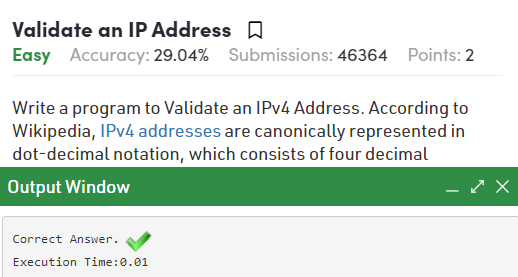 Validate an IP Address
Easy Accuracy: 29.04% Submissions: 46364 Points: 2
Write a program to Validate an IPv4 Address. According to
Wikipedia, IPv4 addresses are canonically represented in
dot-decimal notation, which consists of four decimal
Output Window
Correct Answer.
Execution Time:0.01